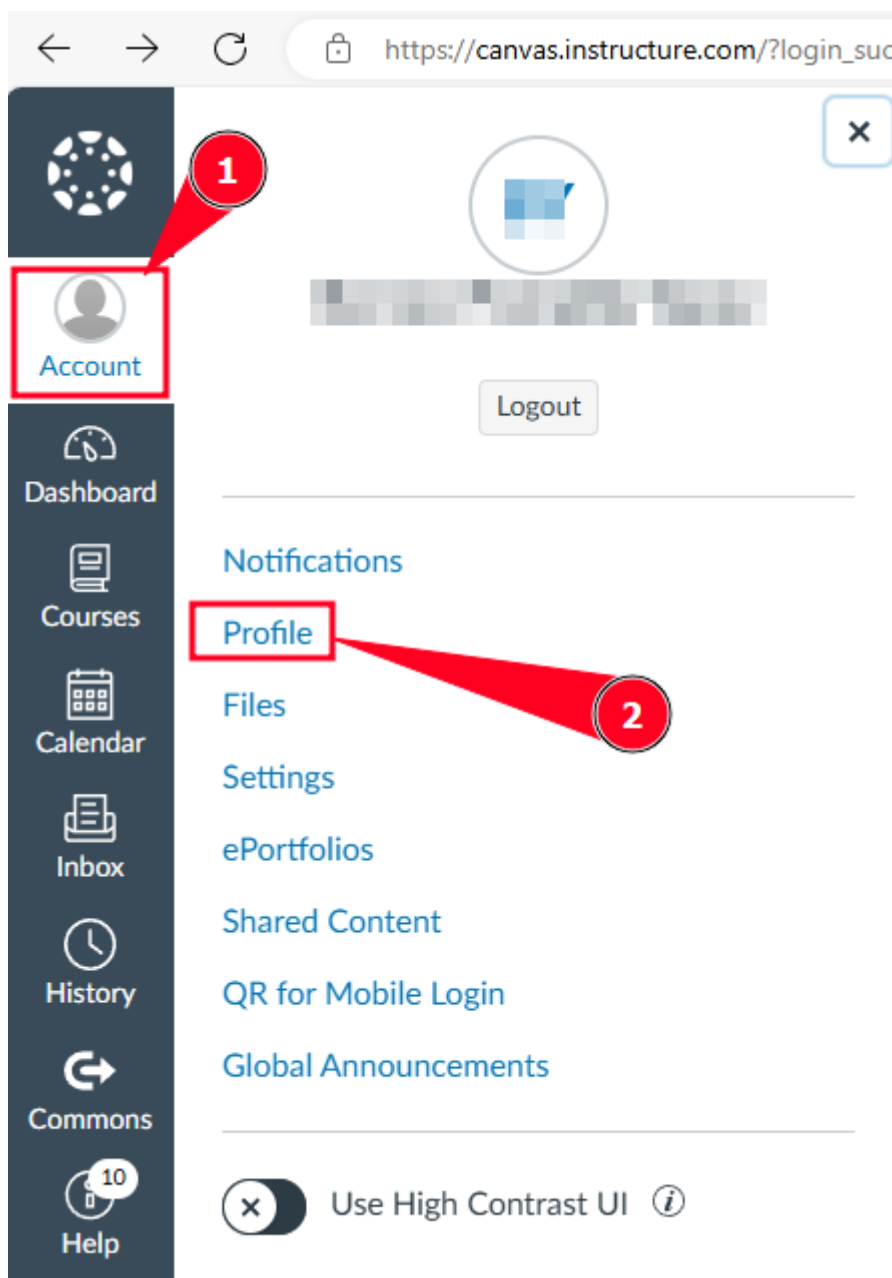 https://canvas.instructure.com/?login_suc
1
Account
Logout
Dashboard
Notifications
Courses
Profile
Files
2
Calendar
Settings
ePortfolios
Inbox
Shared Content
History
QR for Mobile Login
Global Announcements
Commons
10
Use High Contrast UI
Help